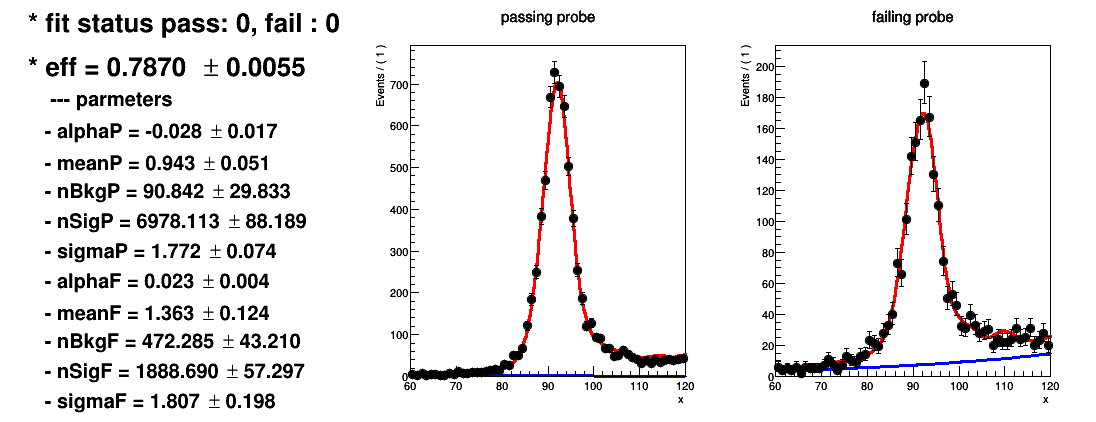 * fit status pass: 0, fail : 0
* eff = 0.7870 ± 0.0055
--- parmeters
- alphaP = -0.028 ± 0.017
- meanP = 0.943 ± 0.051
- nBkgP = 90.842 ± 29.833
- nSigP = 6978.113 ± 88.189
- sigmaP = 1.772 ± 0.074
- alphaF = 0.023 ± 0.004
- meanF = 1.363 ± 0.124
- nBkgF = 472.285 ± 43.210
- nSigF = 1888.690 ± 57.297
- sigmaF = 1.807 ± 0.198
passing probe
Events / ( 1 )
700
600
500
400
300
200
100
0
60 70 80 90 100 110 120
x
failing probe
Events / ( 1 )
200
180
160
140
120
100
80
60
40
20
0
60 70 80 90 100 110 120
x